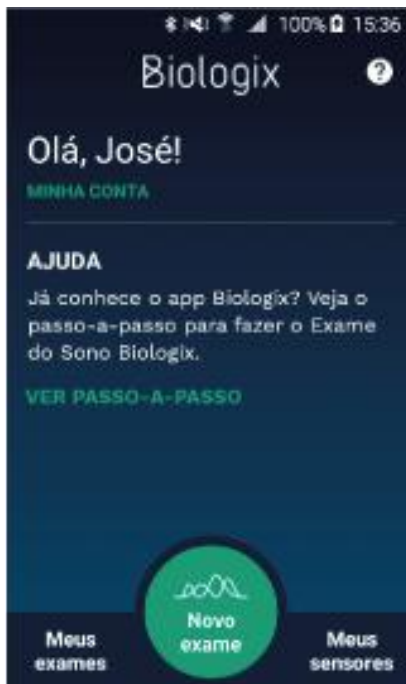 100% 15:36
Biologix ?
Olá, José!
MINHA CONTA
AJUDA
Já conhece o app Biologix? Veja o
passo-a-passo para fazer o Exame
do Sono Biologix.
VER PASSO-A-PASSO
Novo
exame
Meus
exames
Meus
sensores